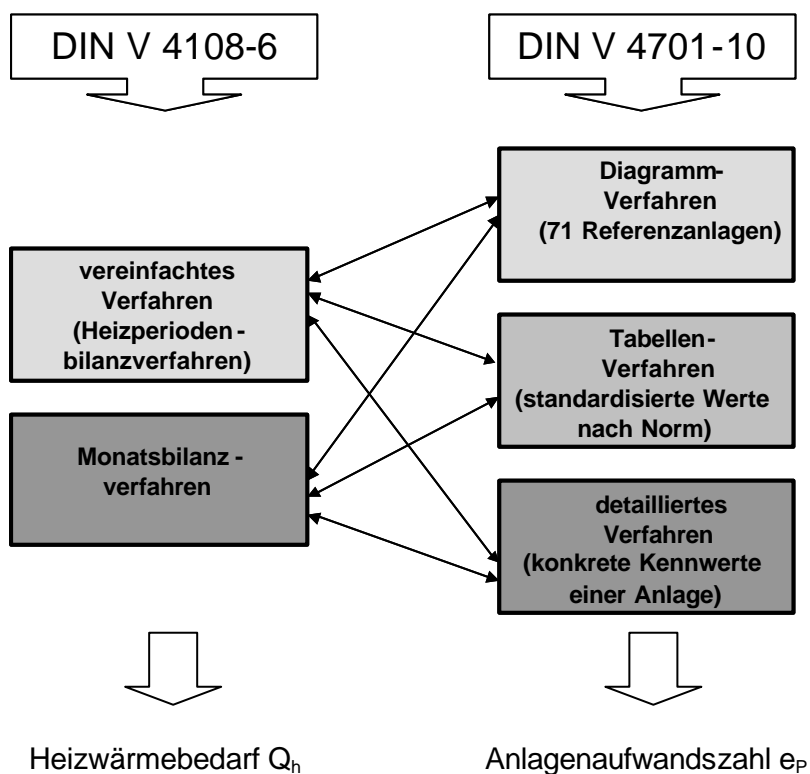 DIN V 4108-6
DIN V 4701-10
Diagramm-
Verfahren
(71 Referenzanlagen)
vereinfachtes
Verfahren
(Heizperioden-
bilanzverfahren)
Tabellen-
Verfahren
(standardisierte Werte
nach Norm)
Monatsbilanz-
verfahren
detailliertes
Verfahren
(konkrete Kennwerte
einer Anlage)
Heizwärmebedarf Qh
Anlagenaufwandszahl eP